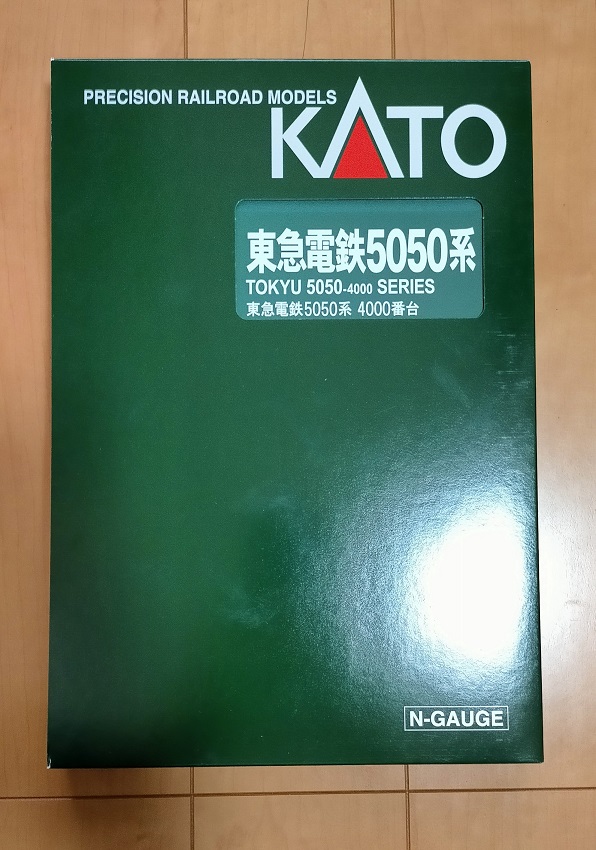 PRECISION RAILROAD MODELS
KATO
東急電鉄5050系
TOKYU 5050-4000 SERIES
東急電鉄5050系 4000番台
N-GAUGE